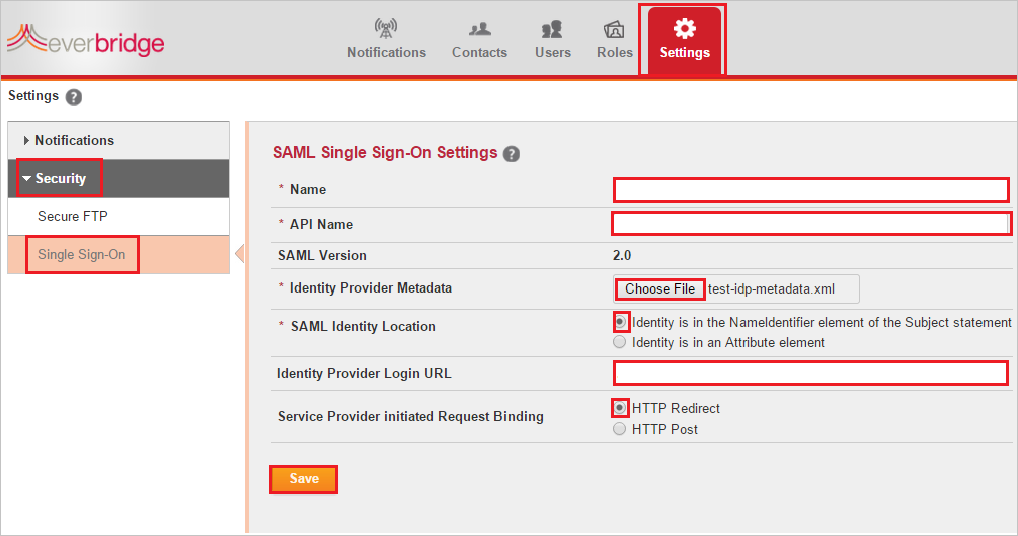 everbridge
Notifications
Contacts
Users
Roles
Settings
Settings ?
Notifications
Security
Secure FTP
Single Sign-On
SAML Single Sign-On Settings ?
* Name
* API Name
SAML Version 2.0
* Identity Provider Metadata Choose File test-idp-metadata.xml
* SAML Identity Location Identity is in the NameIdentifier element of the Subject statement
Identity is in an Attribute element
Identity Provider Login URL
Service Provider initiated Request Binding HTTP Redirect
HTTP Post
Save